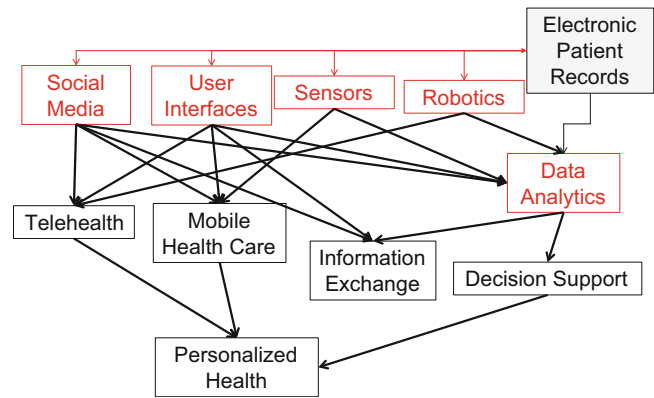 Electronic
Patient
Records
Social
Media
User
Interfaces
Sensors
Robotics
Data
Analytics
Telehealth
Mobile
Health Care
Information
Exchange
Decision Support
Personalized
Health